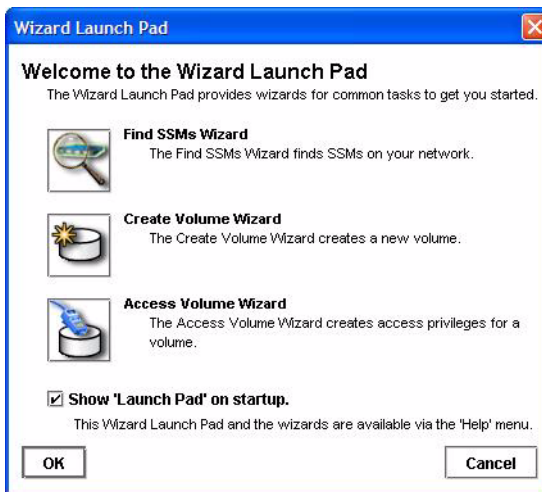 Wizard Launch Pad
Welcome to the Wizard Launch Pad
The Wizard Launch Pad provides wizards for common tasks to get you started.
Find SSMs Wizard
The Find SSMs Wizard finds SSMs on your network.
Create Volume Wizard
The Create Volume Wizard creates a new volume.
Access Volume Wizard
The Access Volume Wizard creates access privileges for a
volume.
Show 'Launch Pad' on startup.
This Wizard Launch Pad and the wizards are available via the 'Help' menu.
OK
Cancel